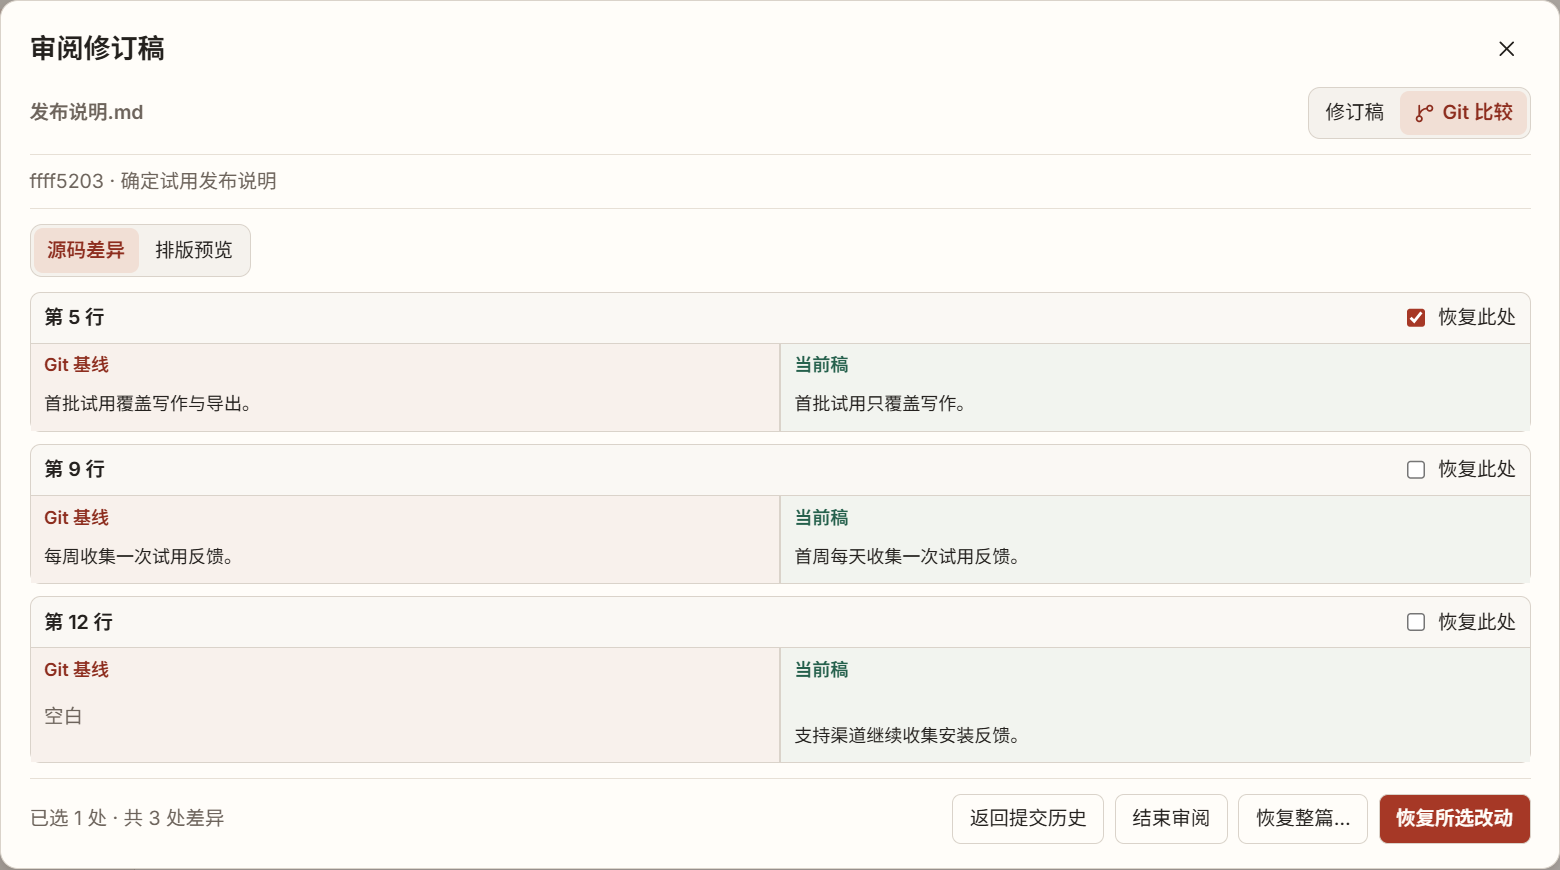 审阅修订稿
发布说明.md
修订稿 Git 比较
ffff5203 · 确定试用发布说明
源码差异 排版预览
第 5 行 恢复此处
Git 基线 当前稿
首批试用覆盖写作与导出。 首批试用只覆盖写作。
第 9 行 恢复此处
Git 基线 当前稿
每周收集一次试用反馈。 首周每天收集一次试用反馈。
第 12 行 恢复此处
Git 基线 当前稿
空白
支持渠道继续收集安装反馈。
已选 1 处 · 共 3 处差异 返回提交历史 结束审阅 恢复整篇... 恢复所选改动